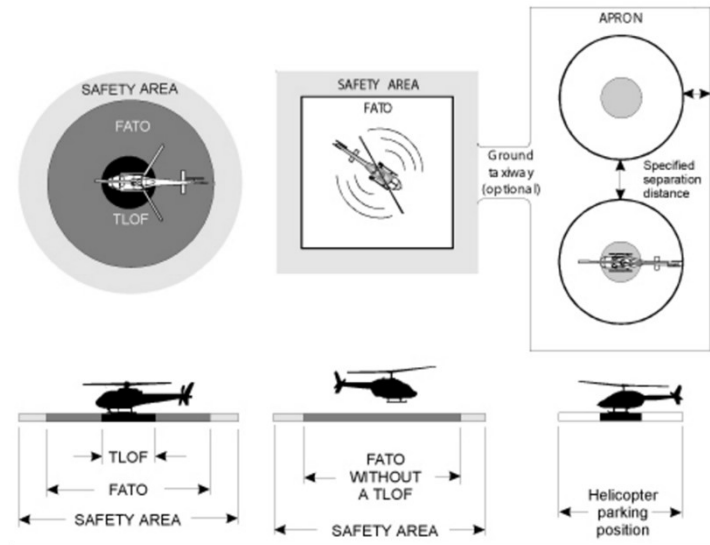 SAFETY AREA
FATO
TLOF
SAFETY AREA
FATO
Ground
taxiway
(optional)
APRON
Specified
separation
distance
TLOF
FATO
SAFETY AREA
FATO
WITHOUT
A TLOF
SAFETY AREA
Helicopter
parking
position